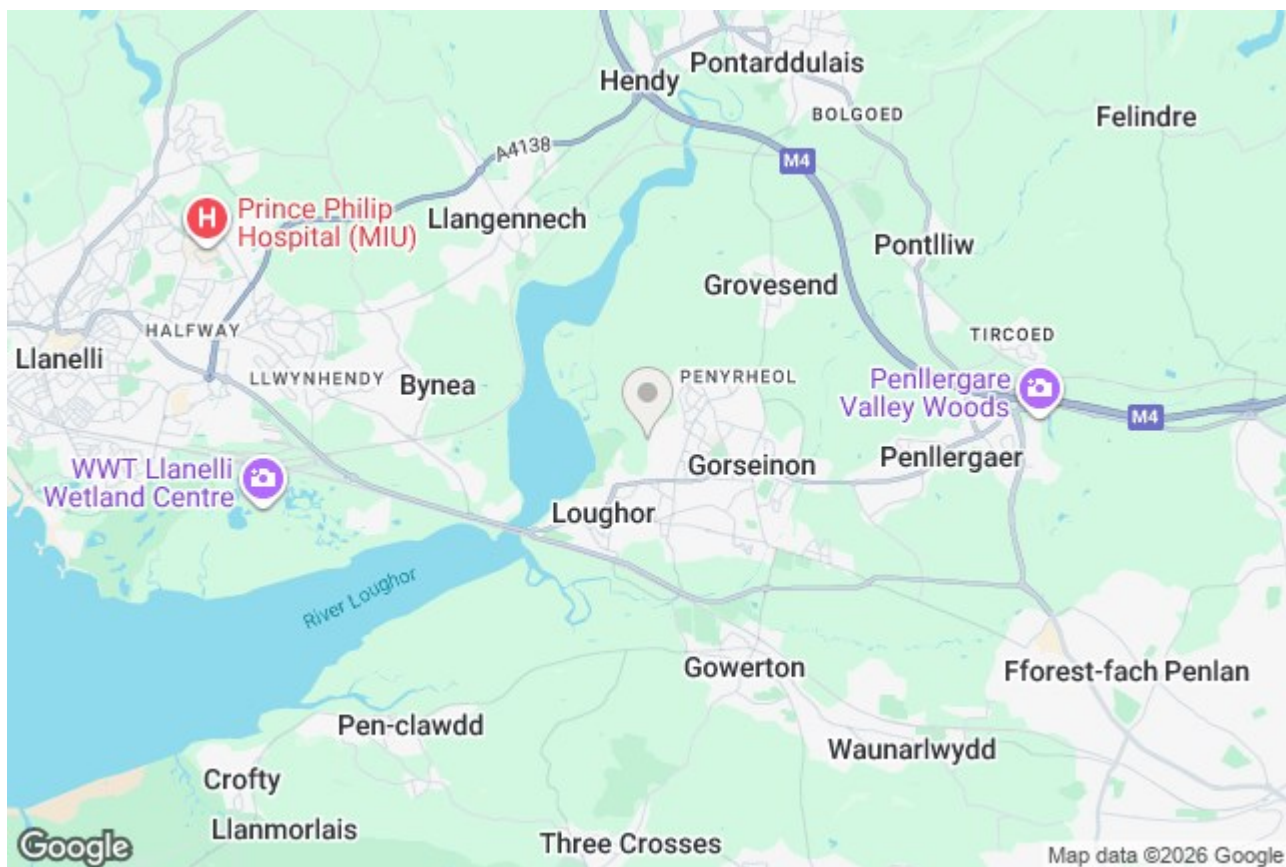 Pontarddulais
Hendy
BOLGOED
Felindre
A4138
M4
Prince Philip
Hospital (MIU)
Llangennech
Pontlliw
Grovesend
HALFWAY
TIRCOED
Llanelli
LLWYNHENDY
Bynea
PENYRHEOL
Penllergare
Valley Woods
M4
WWT Llanelli
Wetland Centre
Gorseinon
Penllergaer
Loughor
River Loughor
Gowerton
Fforest-fach Penlan
Pen-clawdd
Waunarlwydd
Crofty
Llanmorlais
Three Crosses
Google
Map data ©2026 Google